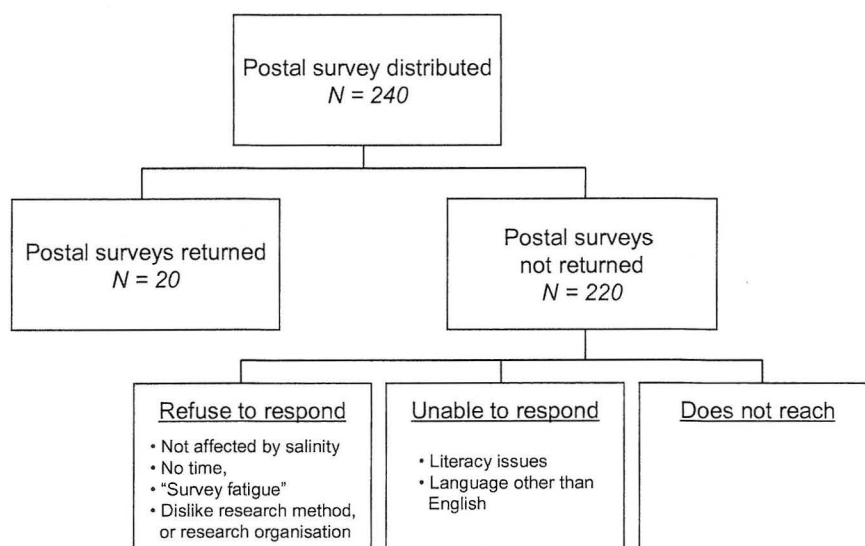 Postal survey distributed
N = 240
Postal surveys returned
N = 20
Postal surveys
not returned
N = 220
Refuse to respond
• Not affected by salinity
• No time,
• “Survey fatigue”
• Dislike research method,
or research organisation
Unable to respond
• Literacy issues
• Language other than
English
Does not reach